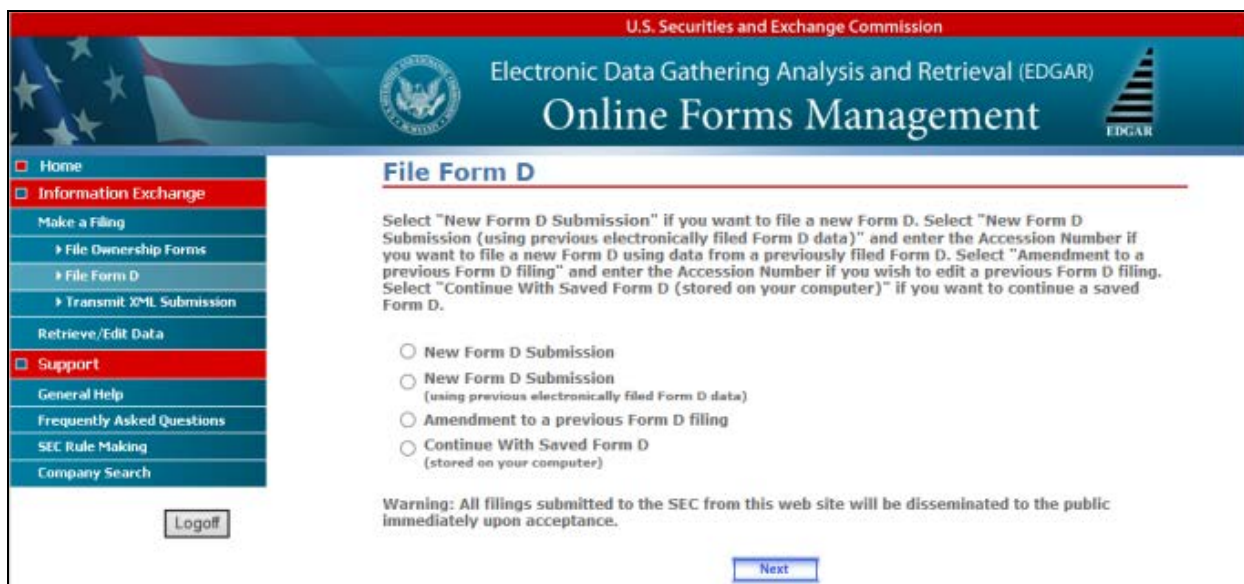 U.S. Securities and Exchange Commission
Electronic Data Gathering Analysis and Retrieval (EDGAR)
Online Forms Management
EDGAR
Home
Information Exchange
Make a Filing
File Ownership Forms
File Form D
Transmit XML Submission
Retrieve/Edit Data
Support
General Help
Frequently Asked Questions
SEC Rule Making
Company Search
Logoff
File Form D
Select "New Form D Submission" if you want to file a new Form D. Select "New Form D
Submission (using previous electronically filed Form D data)" and enter the Accession Number if
you want to file a new Form D using data from a previously filed Form D. Select "Amendment to a
previous Form D filing" and enter the Accession Number if you wish to edit a previous Form D filing.
Select "Continue With Saved Form D (stored on your computer)" if you want to continue a saved
Form D.
New Form D Submission
New Form D Submission
(using previous electronically filed Form D data)
Amendment to a previous Form D filing
Continue With Saved Form D
(stored on your computer)
Warning: All filings submitted to the SEC from this web site will be disseminated to the public
immediately upon acceptance.
Next